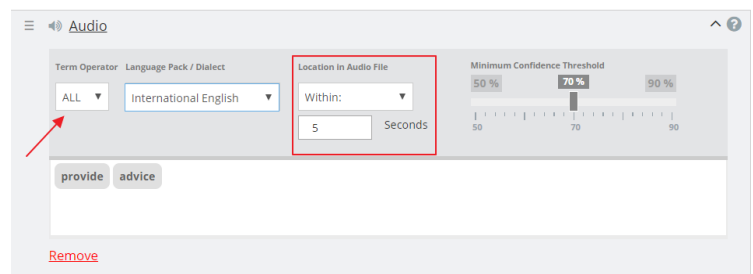 Audio
Term Operator Language Pack / Dialect Location in Audio File Minimum Confidence Threshold
50 % 70 % 90 %
ALL International English Within:
5 Seconds
50 70 90
provide advice
Remove